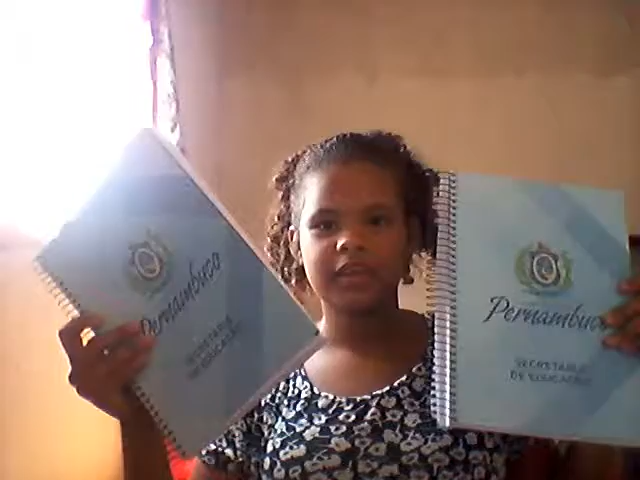 Pernambuco
SECRETARIA
DE EDUCAÇÃO
Pernambuco
SECRETARIA
DE EDUCAÇÃO